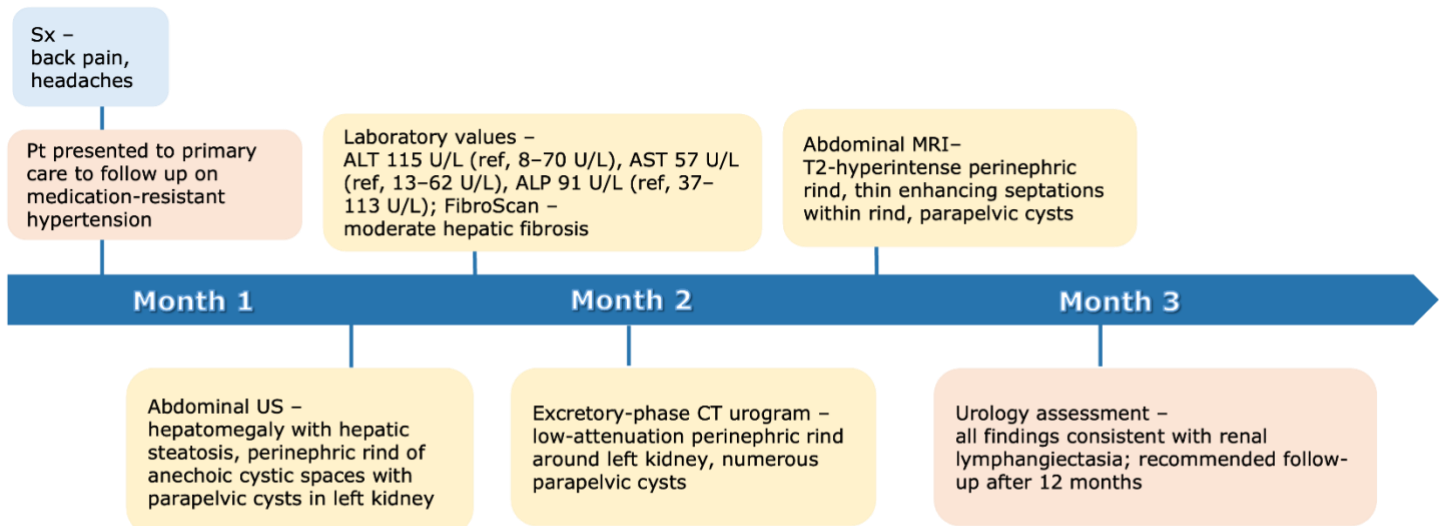 Sx –
back pain,
headaches
Pt presented to primary
care to follow up on
medication-resistant
hypertension
Laboratory values –
ALT 115 U/L (ref, 8–70 U/L), AST 57 U/L
(ref, 13–62 U/L), ALP 91 U/L (ref, 37–
113 U/L); FibroScan –
moderate hepatic fibrosis
Abdominal MRI–
T2-hyperintense perinephric
rind, thin enhancing septations
within rind, parapelvic cysts
Month 1
Month 2
Month 3
Abdominal US –
hepatomegaly with hepatic
steatosis, perinephric rind of
anechoic cystic spaces with
parapelvic cysts in left kidney
Excretory-phase CT urogram –
low-attenuation perinephric rind
around left kidney, numerous
parapelvic cysts
Urology assessment –
all findings consistent with renal
lymphangiectasia; recommended follow-
up after 12 months